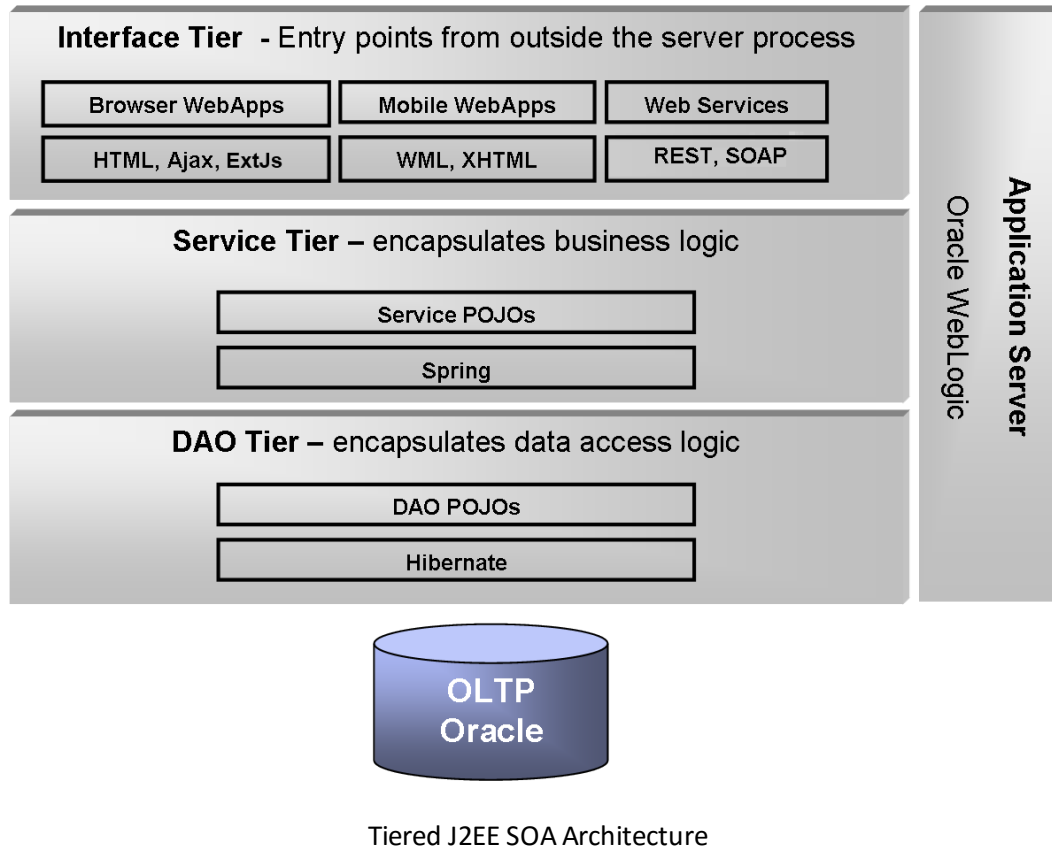 Interface Tier - Entry points from outside the server process
Browser WebApps
Mobile WebApps
Web Services
HTML, Ajax, ExtJs
WML, XHTML
REST, SOAP
Service Tier – encapsulates business logic
Service POJOs
Spring
DAO Tier – encapsulates data access logic
DAO POJOs
Hibernate
Application Server
Oracle WebLogic
OLTP
Oracle
Tiered J2EE SOA Architecture